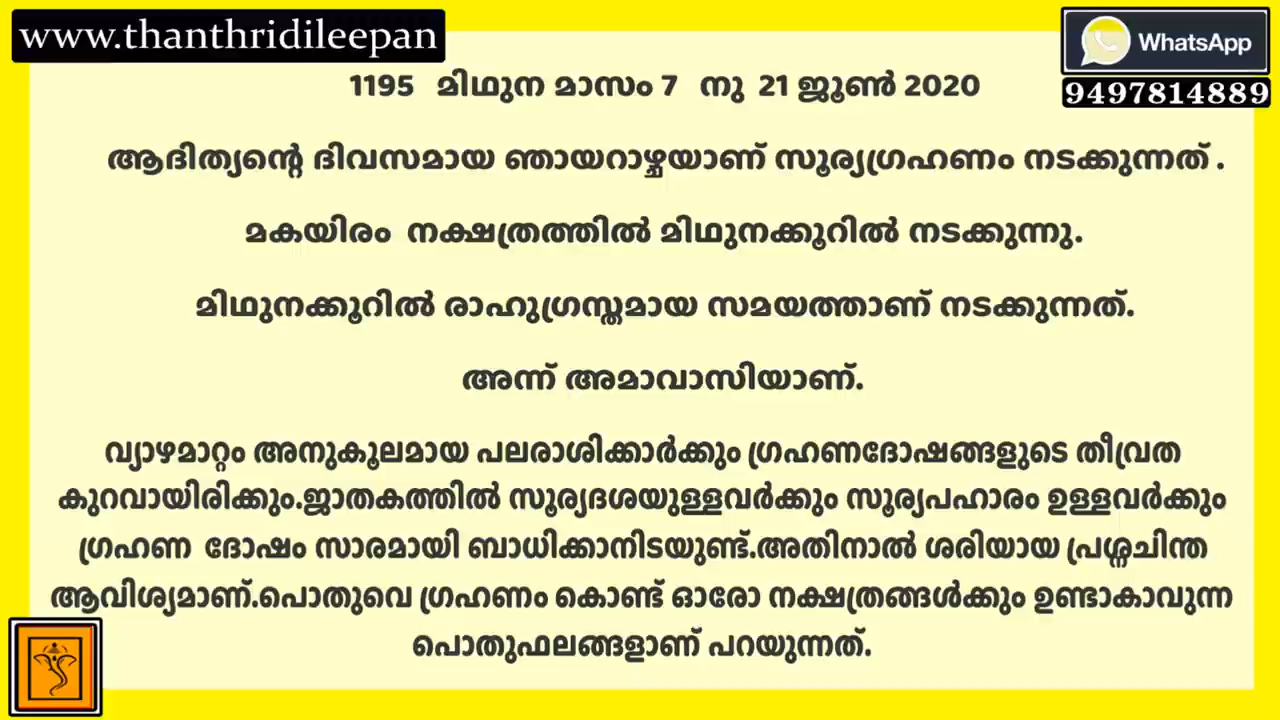 www.thanthridileepan
WhatsApp
9497814889
1195 മിഥുന മാസം 7 നു 21 ജൂൺ 2020
ആദിത്യന്റെ ദിവസമായ ഞായറാഴ്ചയാണ് സൂര്യഗ്രഹണം നടക്കുന്നത് .
മകയിരം നക്ഷത്രത്തിൽ മിഥുനക്കൂറിൽ നടക്കുന്നു.
മിഥുനക്കൂറിൽ രാഹുഗ്രസ്തമായ സമയത്താണ് നടക്കുന്നത്.
അന്ന് അമാവാസിയാണ്.
വ്യാഴമാറ്റം അനുകൂലമായ പലരാശിക്കാർക്കും ഗ്രഹണദോഷങ്ങളുടെ തീവ്രത
കുറവായിരിക്കും.ജാതകത്തിൽ സൂര്യദശയുള്ളവർക്കും സൂര്യപഹാരം ഉള്ളവർക്കും
ഗ്രഹണ ദോഷം സാരമായി ബാധിക്കാനിടയുണ്ട്.അതിനാൽ ശരിയായ പ്രശ്നചിന്ത
ആവിശ്യമാണ്.പൊതുവെ ഗ്രഹണം കൊണ്ട് ഓരോ നക്ഷത്രങ്ങൾക്കും ഉണ്ടാകാവുന്ന
പൊതുഫലങ്ങളാണ് പറയുന്നത്.